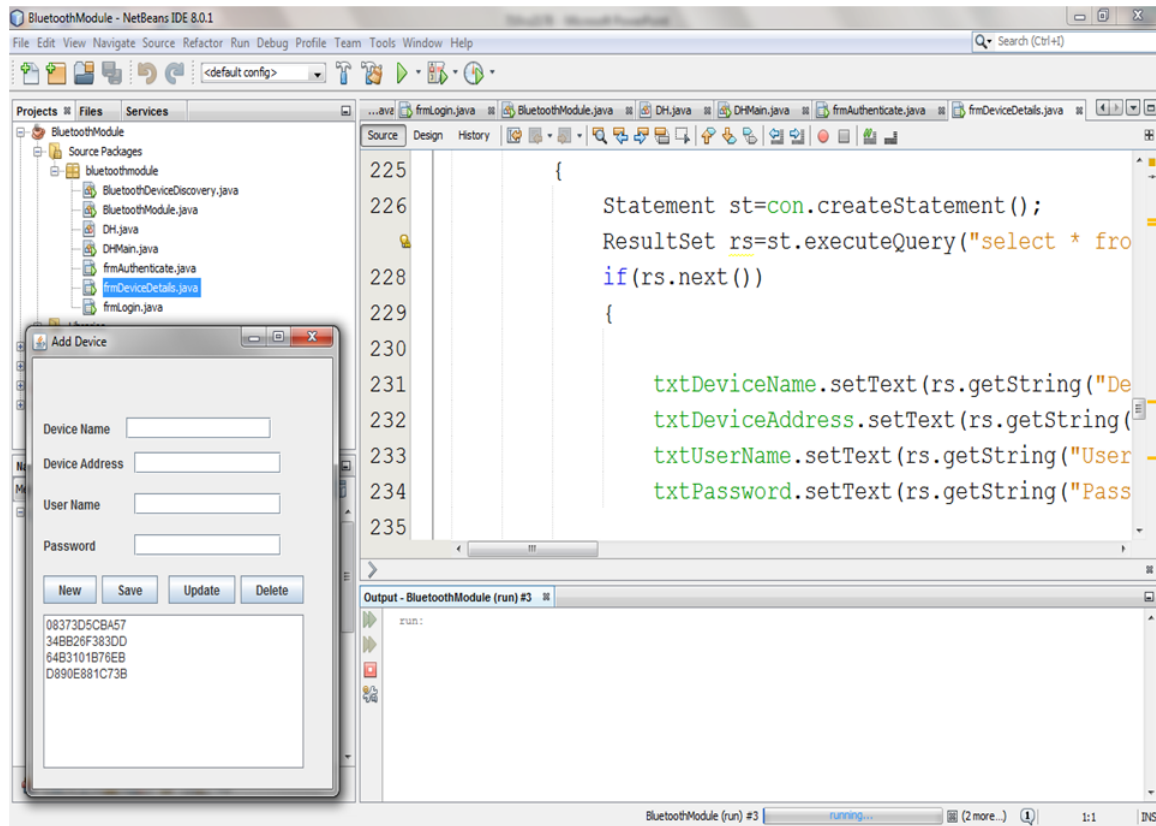 BluetoothModule - NetBeans IDE 8.0.1
File Edit View Navigate Source Refactor Run Debug Profile Team Tools Window Help
Search (Ctrl+I)
<default config>
Projects Files Services
BluetoothModule
Source Packages
bluetoothmodule
BluetoothDeviceDiscovery.java
BluetoothModule.java
DH.java
DHMain.java
frmAuthenticate.java
frmDeviceDetails.java
frmLogin.java
...ava frmLogin.java BluetoothModule.java DH.java DHMain.java frmAuthenticate.java frmDeviceDetails.java
Source Design History
225 {
226 Statement st=con.createStatement();
ResultSet rs=st.executeQuery("select * fro
228 if(rs.next())
229 {
230
231 txtDeviceName.setText(rs.getString("De
232 txtDeviceAddress.setText(rs.getString(
233 txtUserName.setText(rs.getString("User
234 txtPassword.setText(rs.getString("Pass
235
Add Device
Device Name
Device Address
User Name
Password
New Save Update Delete
08373D5CBA57
34BB26F383DD
64B3101B76EB
D890E881C73B
Output - BluetoothModule (run) #3
run:
BluetoothModule (run) #3 running... (2 more...) 1 1:1 INS